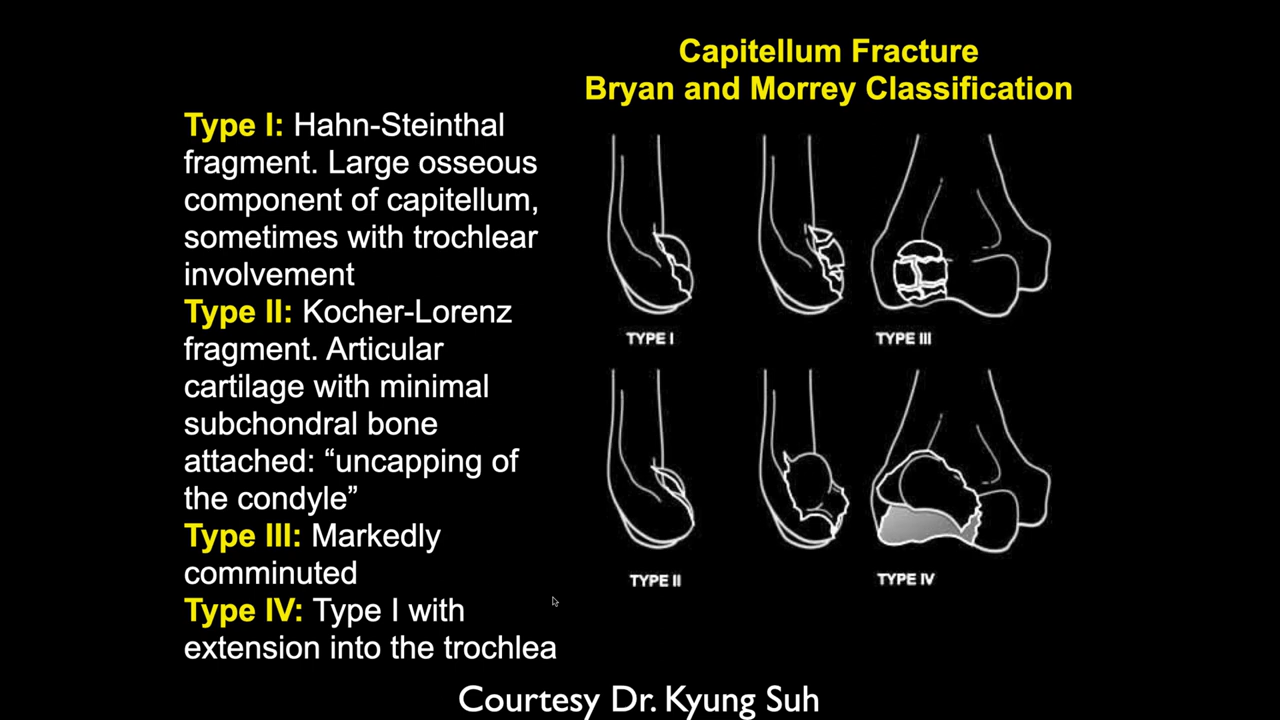 Capitellum Fracture
Bryan and Morrey Classification
Type I: Hahn-Steinthal
fragment. Large osseous
component of capitellum,
sometimes with trochlear
involvement
Type II: Kocher-Lorenz
fragment. Articular
cartilage with minimal
subchondral bone
attached: “uncapping of
the condyle”
Type III: Markedly
comminuted
Type IV: Type I with
extension into the trochlea
TYPE I
TYPE III
TYPE II
TYPE IV
Courtesy Dr. Kyung Suh